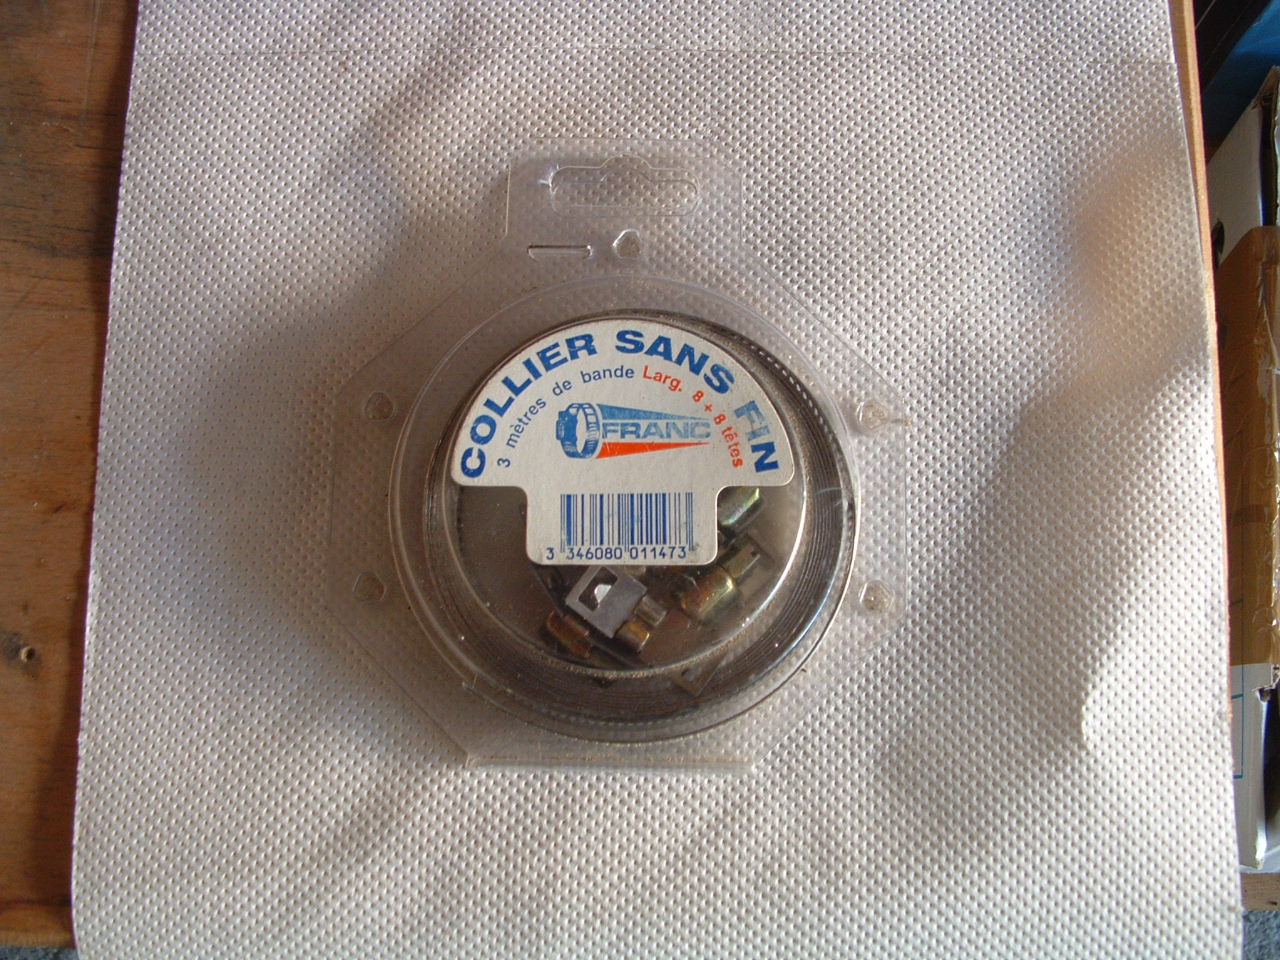 COLLIER SANS FIN
3 mètres de bande Larg. 8 + 8 têtes
FRANC
3 346080 011473